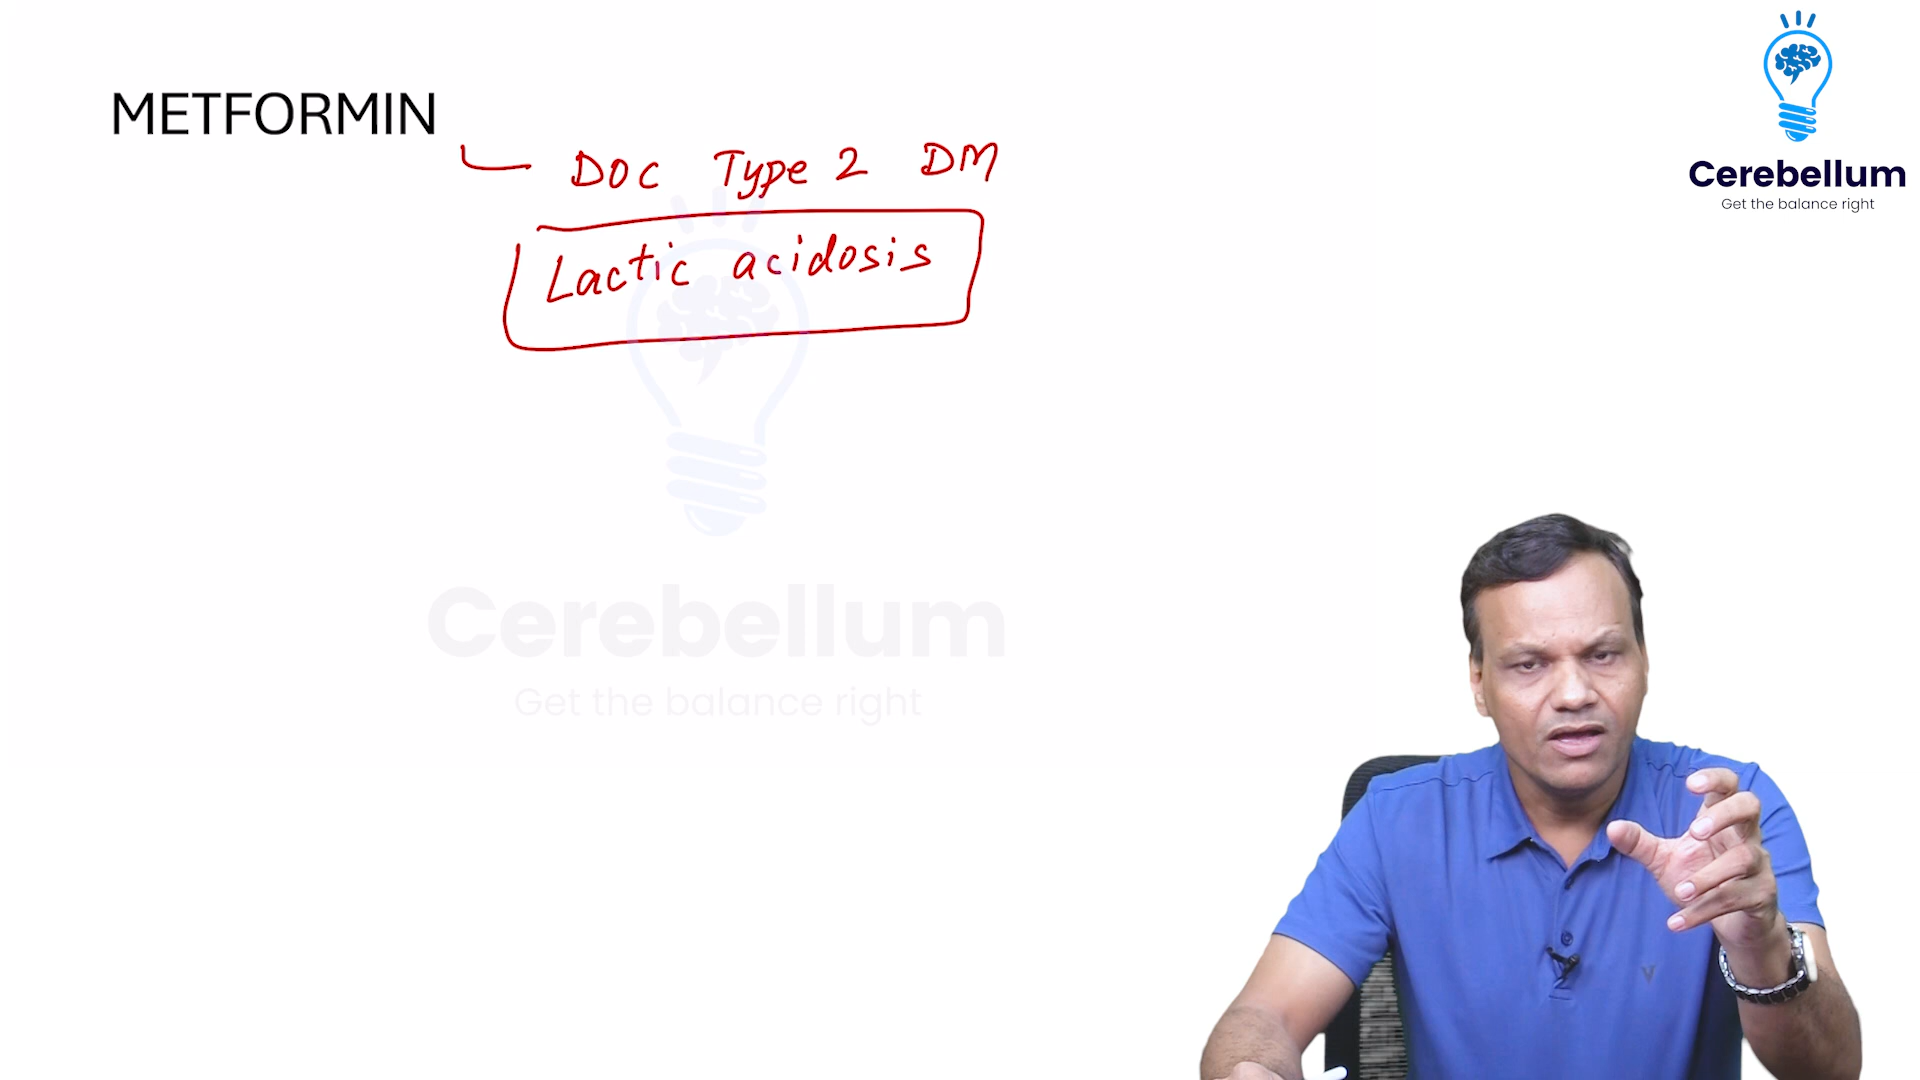 METFORMIN
DOC Type 2 DM
Lactic acidosis
Cerebellum
Get the balance right
Cerebellum
Get the balance right